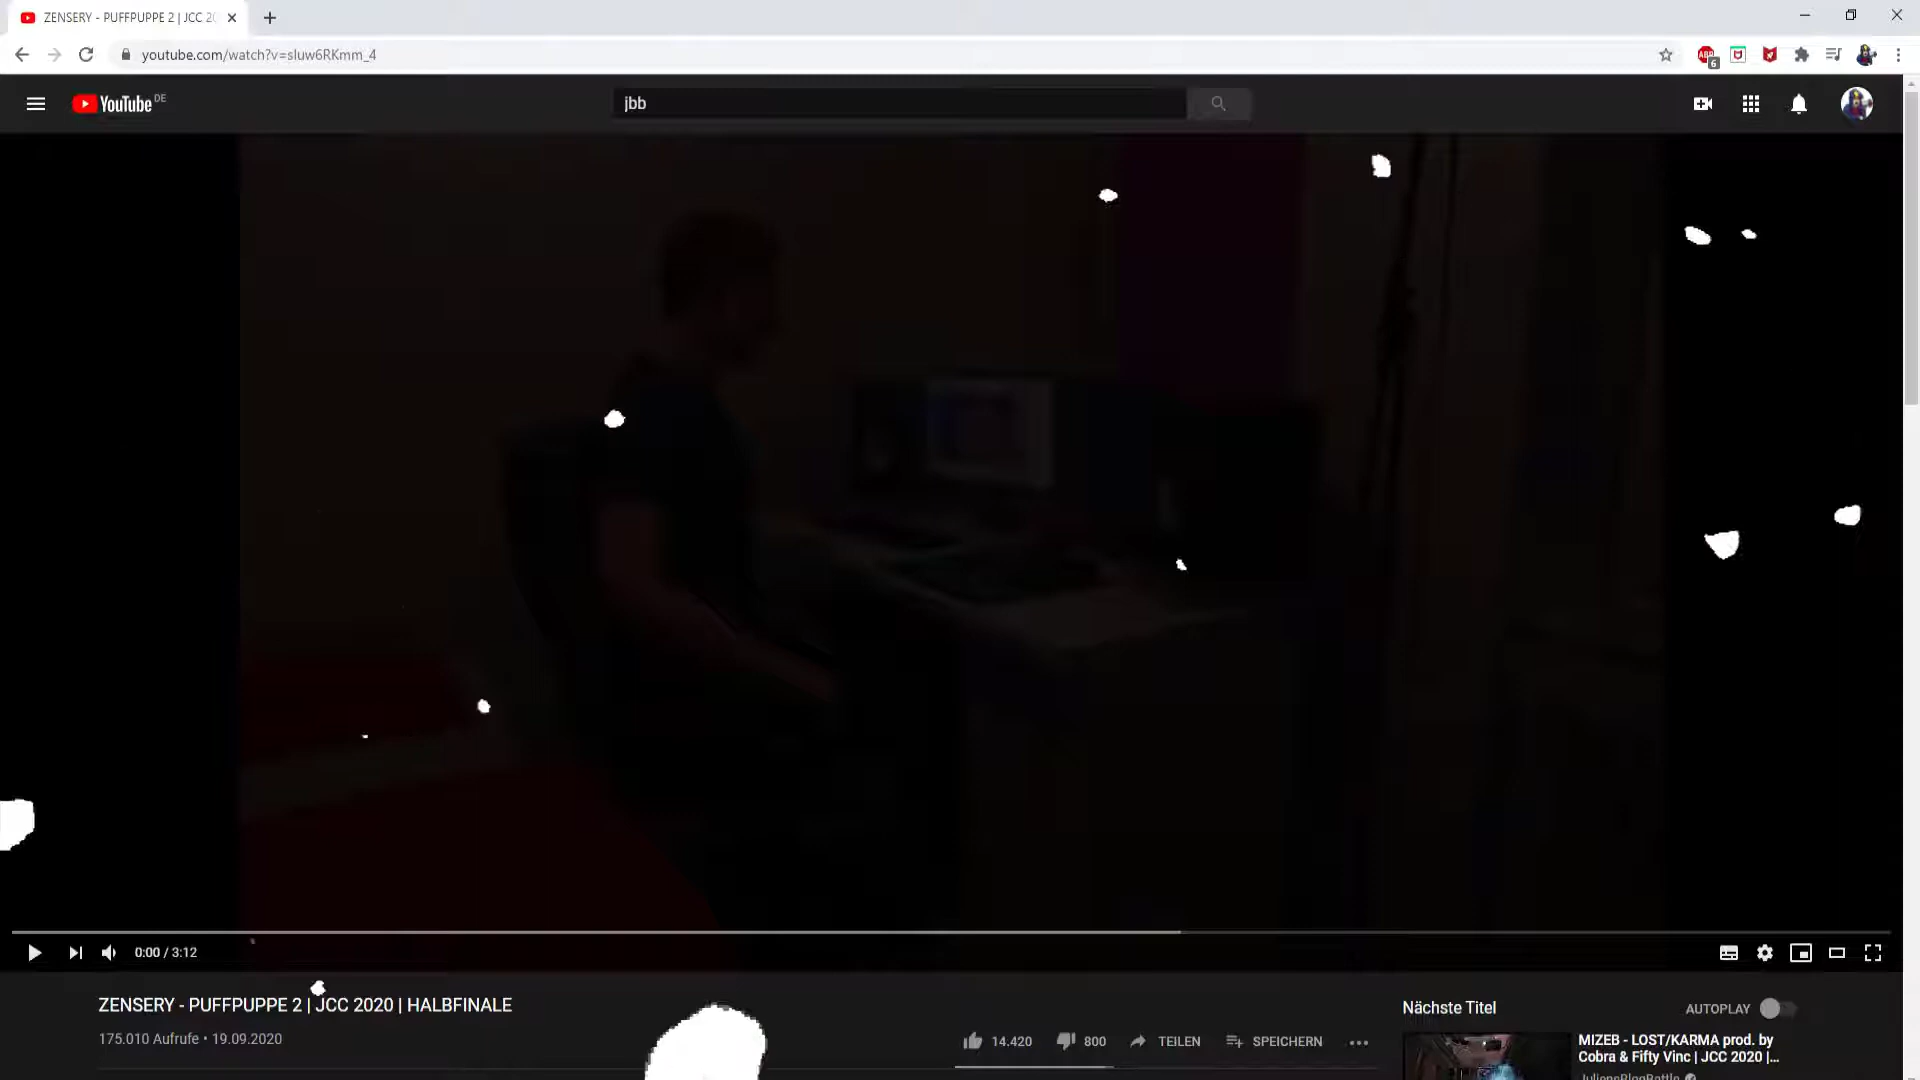 ZENSERY - PUFFPUPPE 2 | JCC 20
youtube.com/watch?v=sluw6RKmm_4
6
YouTube DE
jbb
0:00 / 3:12
ZENSERY - PUFFPUPPE 2 | JCC 2020 | HALBFINALE
175.010 Aufrufe • 19.09.2020
14.420
800
TEILEN
SPEICHERN
Nächste Titel
AUTOPLAY
MIZEB - LOST/KARMA prod. by
Cobra & Fifty Vinc | JCC 2020 |...